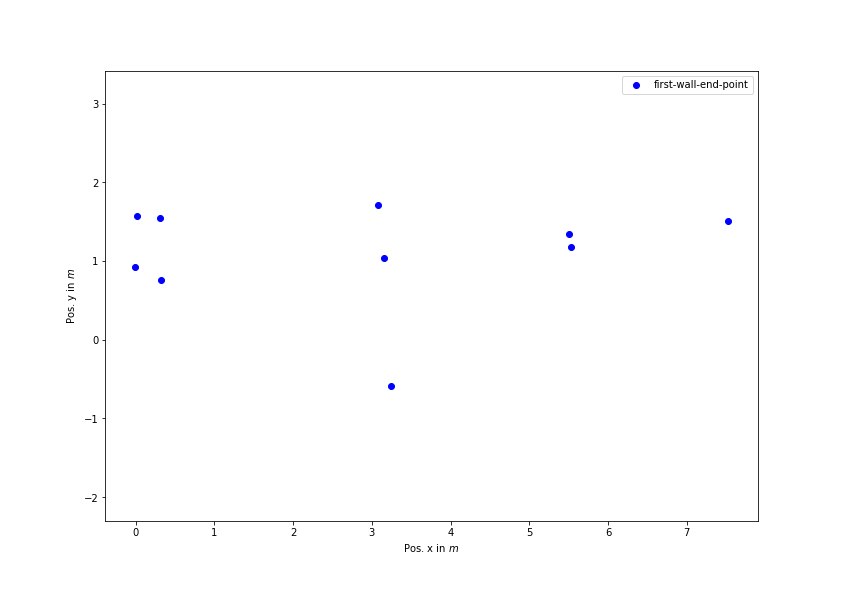 first-wall-end-point
3
2
1
0
−1
−2
Pos. y in m
0 1 2 3 4 5 6 7
Pos. x in m